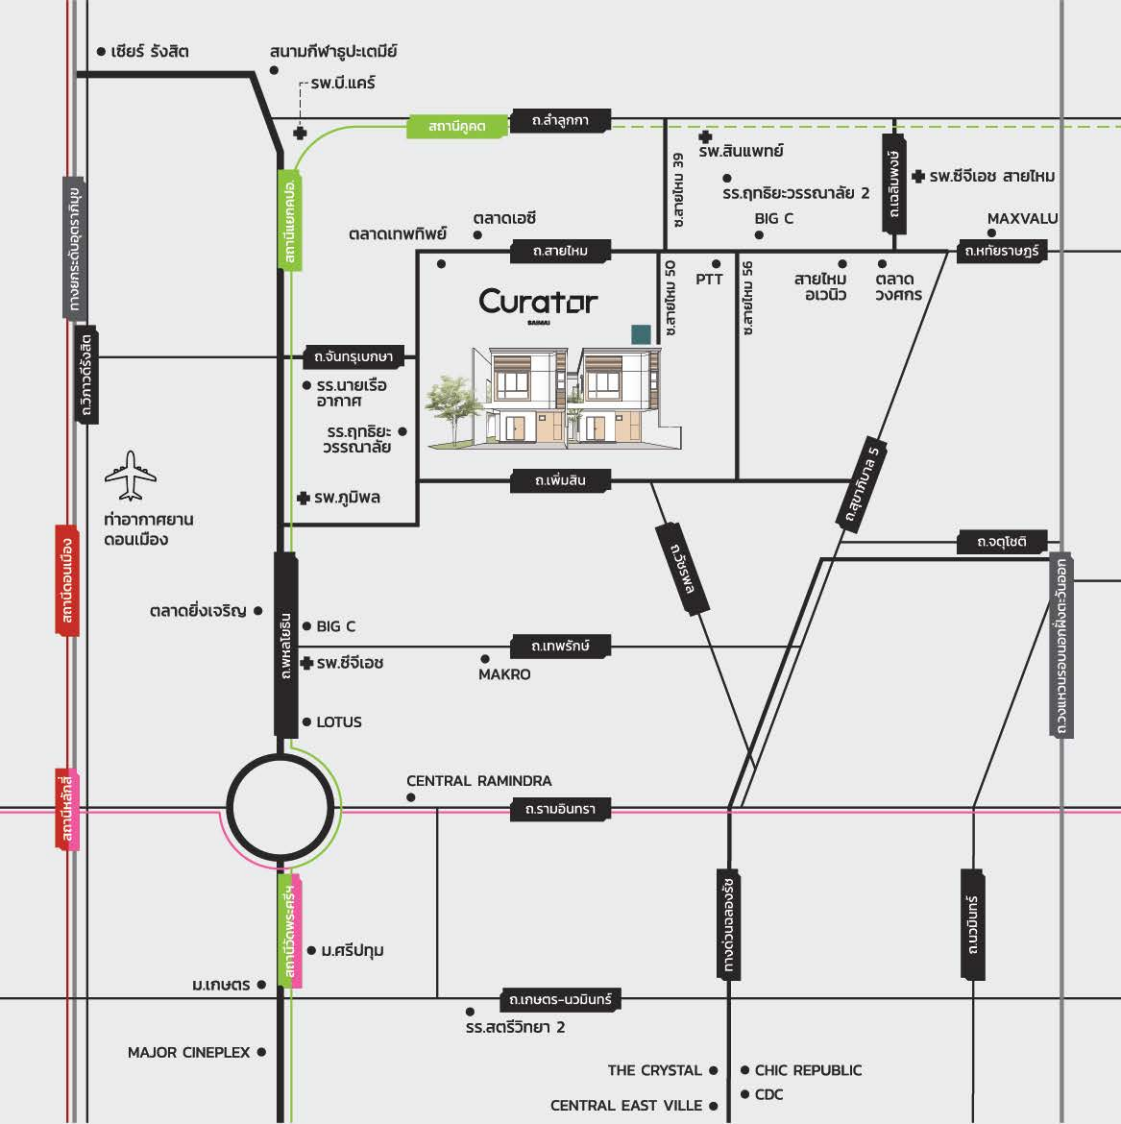 เซียร์ รังสิต
สนามกีฬาธูปะเตมีย์
รพ.บี.แคร์
สถานีคูคต
ถ.ลำลูกกา
รพ.สินแพทย์
รร.ฤทธิยะวรรณาลัย 2
BIG C
ซ.สายไหม 39
รพ.ซีจีเอช สายไหม
MAXVALU
ถ.หทัยราษฎร์
ทางยกระดับอุตราภิมุข
สถานีแยกคปอ.
ตลาดเอซี
ตลาดเทพทิพย์
ถ.สายไหม
ซ.สายไหม 50
PTT
ซ.สายไหม 56
สายไหม
อเวนิว
ตลาด
วงศกร
Curator
SAIMAI
ถ.วิภาวดีรังสิต
ถ.จันทรุเบกษา
รร.นายเรือ
อากาศ
รร.ฤทธิยะ
วรรณาลัย
รพ.ภูมิพล
ถ.เพิ่มสิน
ถ.สุขาภิบาล 5
ท่าอากาศยาน
ดอนเมือง
สถานีดอนเมือง
ถ.วัชรพล
ถ.จตุโชติ
ตลาดยิ่งเจริญ
ถ.พหลโยธิน
BIG C
รพ.ซีจีเอช
LOTUS
ถ.เทพรักษ์
MAKRO
ถ.วงแหวนรอบนอกฝั่งตะวันออก
สถานีหลักสี่
CENTRAL RAMINDRA
ถ.รามอินทรา
สถานีวัดพระศรีฯ
ม.ศรีปทุม
ทางด่วนฉลองรัช
ถ.นวมินทร์
ม.เกษตร
ถ.เกษตร-นวมินทร์
รร.สตรีวิทยา 2
MAJOR CINEPLEX
THE CRYSTAL
CHIC REPUBLIC
CDC
CENTRAL EAST VILLE